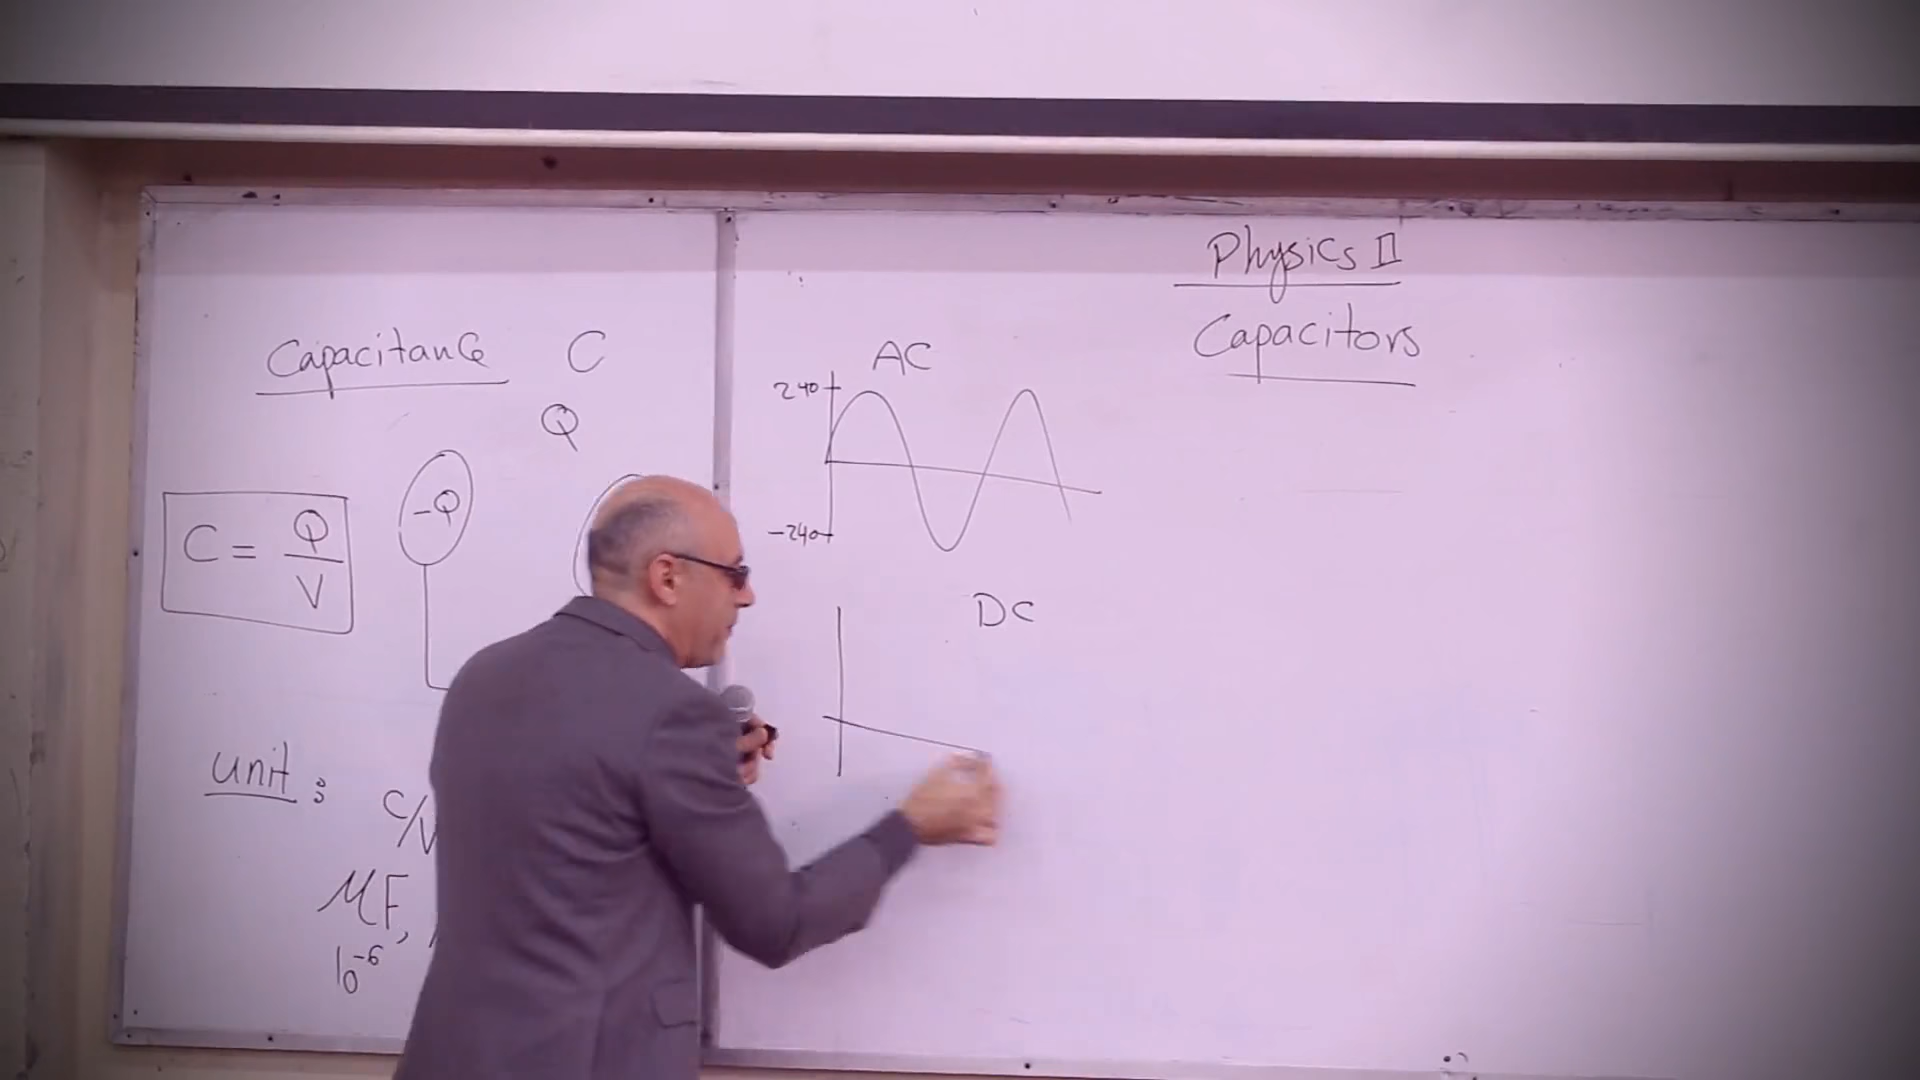 Capacitance C
Q
C = Q/V
-Q
unit :
C/V
μF,
10^-6
Physics II
Capacitors
AC
240
-240
DC